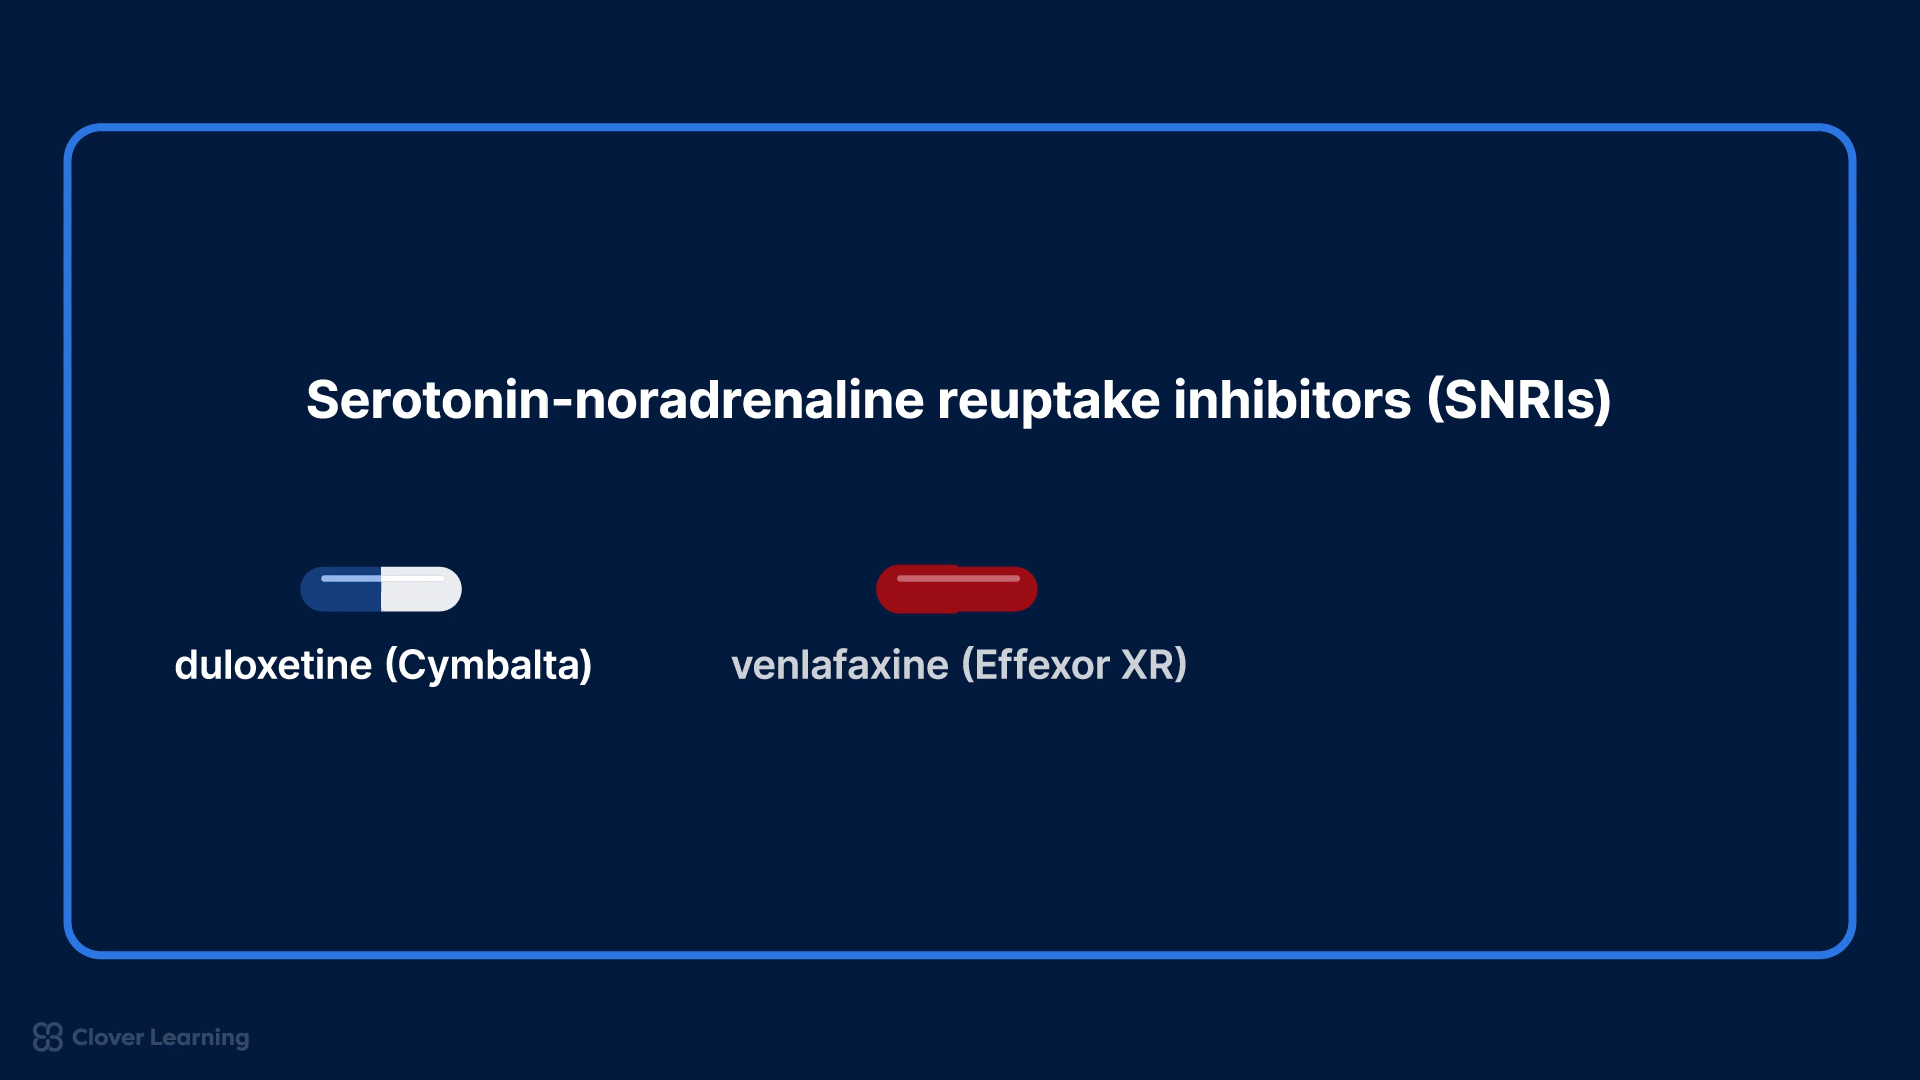 Serotonin-noradrenaline reuptake inhibitors (SNRIs)
duloxetine (Cymbalta)
venlafaxine (Effexor XR)
Clover Learning